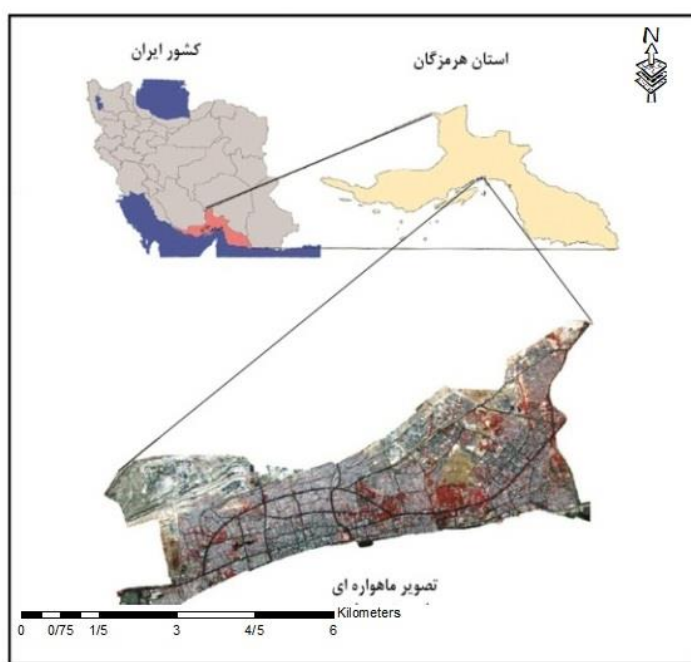 کشور ایران
استان هرمزگان
N
تصویر ماهواره ای
Kilometers
0 0/75 1/5 3 4/5 6